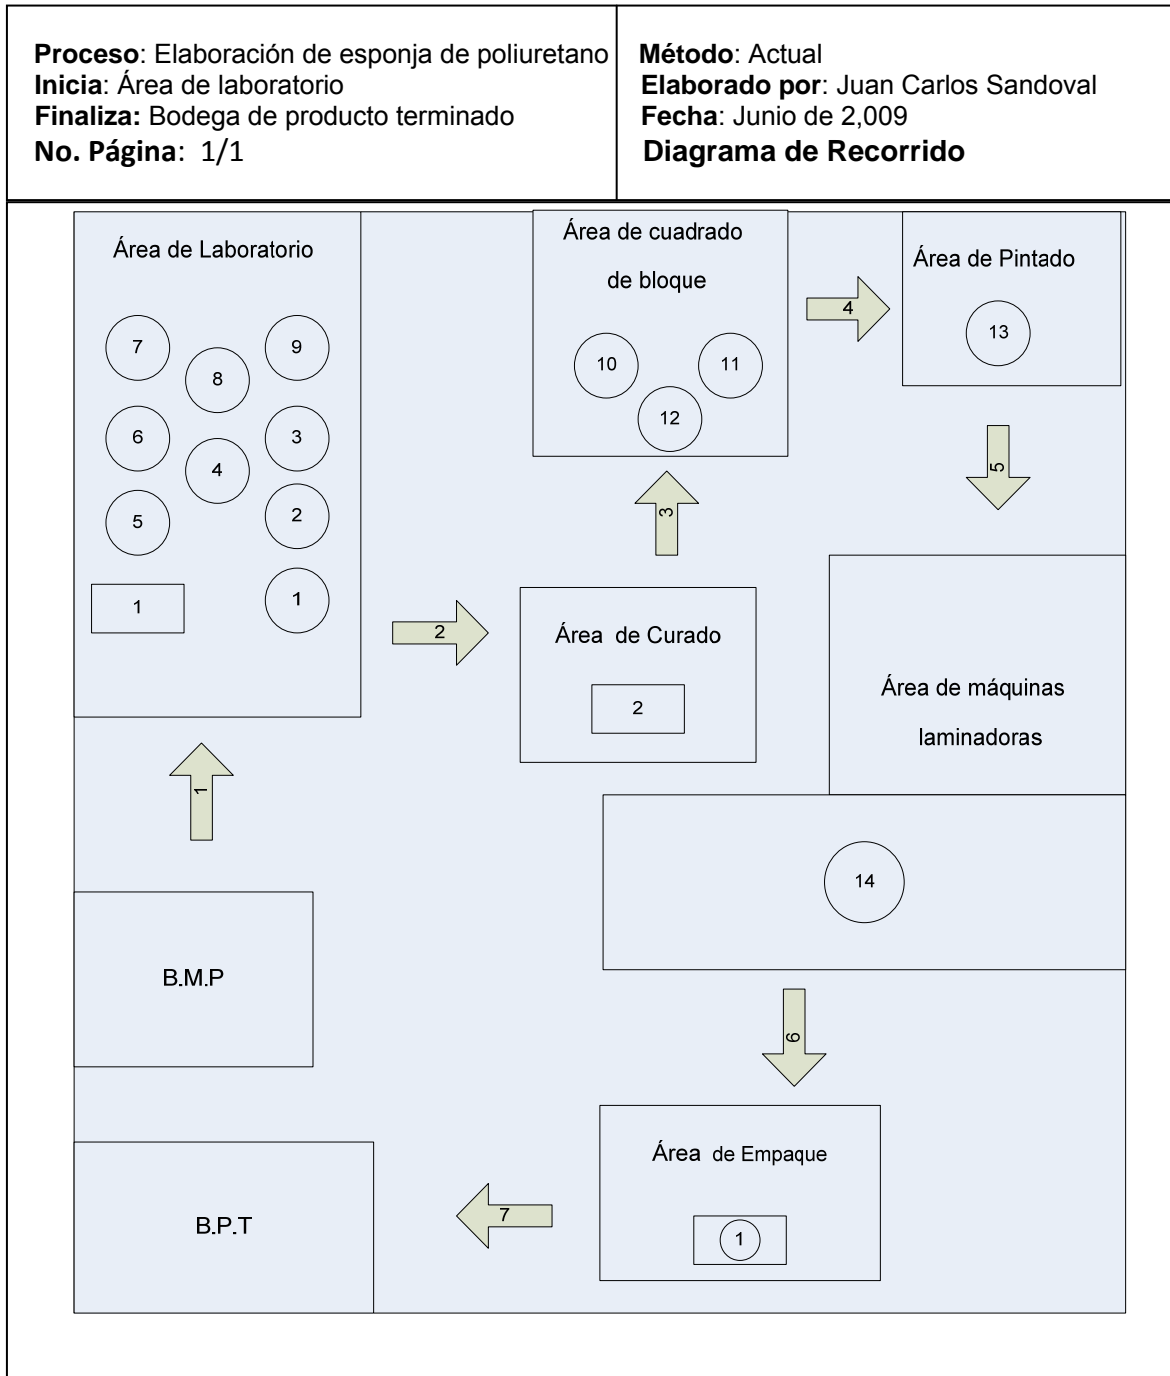 Proceso: Elaboración de esponja de poliuretano
Inicia: Área de laboratorio
Finaliza: Bodega de producto terminado
No. Página: 1/1
Método: Actual
Elaborado por: Juan Carlos Sandoval
Fecha: Junio de 2,009
Diagrama de Recorrido
Área de Laboratorio
7
8
9
6
4
3
5
2
1
1
1
B.M.P
2
Área de Curado
2
3
Área de cuadrado
de bloque
10
11
12
4
Área de Pintado
13
5
Área de máquinas
laminadoras
14
6
Área de Empaque
1
7
B.P.T